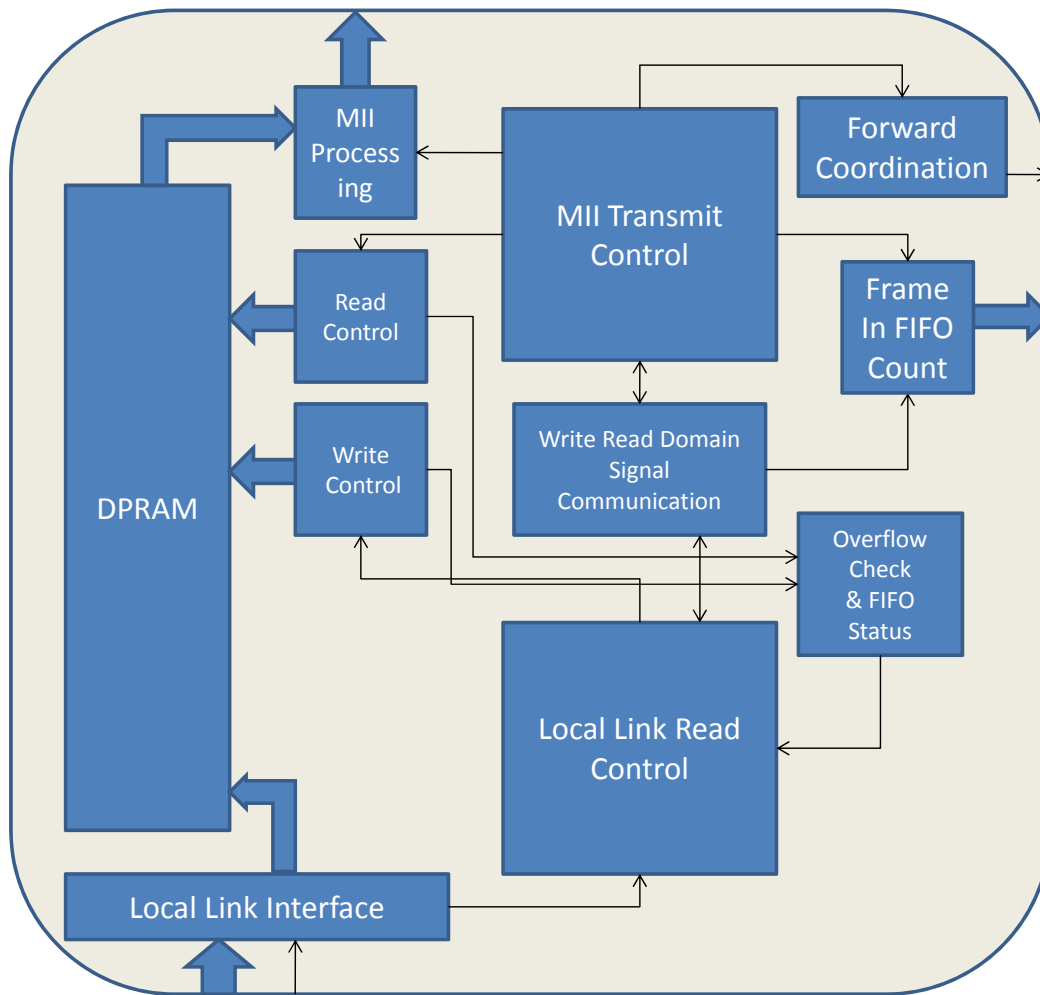 MII
Process
ing
Forward
Coordination
MII Transmit
Control
Read
Control
Frame
In FIFO
Count
Write
Control
Write Read Domain
Signal
Communication
DPRAM
Overflow
Check
& FIFO
Status
Local Link Read
Control
Local Link Interface